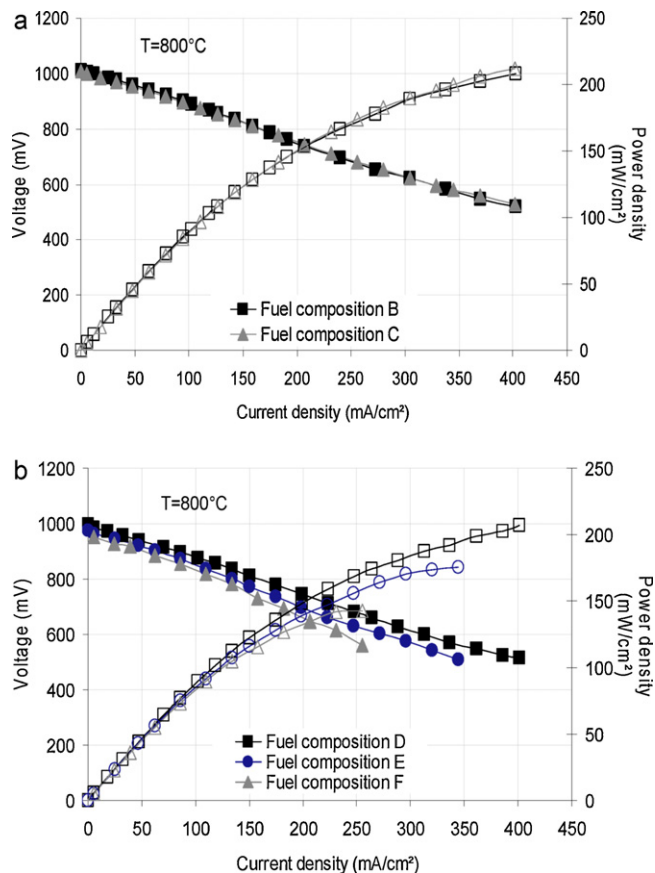 a
T=800°C
1200
1000
800
600
400
200
0
Voltage (mV)
250
200
150
100
50
0
Power density
(mW/cm²)
Fuel composition B
Fuel composition C
0 50 100 150 200 250 300 350 400 450
Current density (mA/cm²)
b
T=800°C
1200
1000
800
600
400
200
0
Voltage (mV)
250
200
150
100
50
0
Power density
(mW/cm²)
Fuel composition D
Fuel composition E
Fuel composition F
0 50 100 150 200 250 300 350 400 450
Current density (mA/cm²)